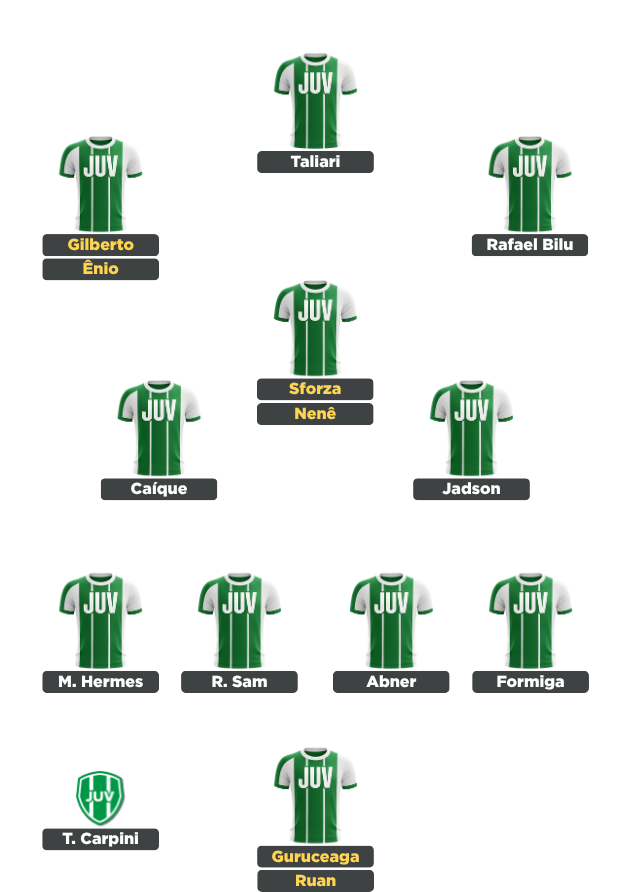 JUV
Taliari
JUV
Gilberto
Ênio
JUV
Rafael Bilu
JUV
Sforza
Nenê
JUV
Caíque
JUV
Jadson
JUV
M. Hermes
JUV
R. Sam
JUV
Abner
JUV
Formiga
JUV
T. Carpini
JUV
Guruceaga
Ruan